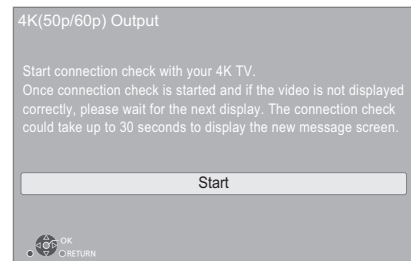 4K(50p/60p) Output
Start connection check with your 4K TV.
Once connection check is started and if the video is not displayed
correctly, please wait for the next display. The connection check
could take up to 30 seconds to display the new message screen.
Start
OK
RETURN